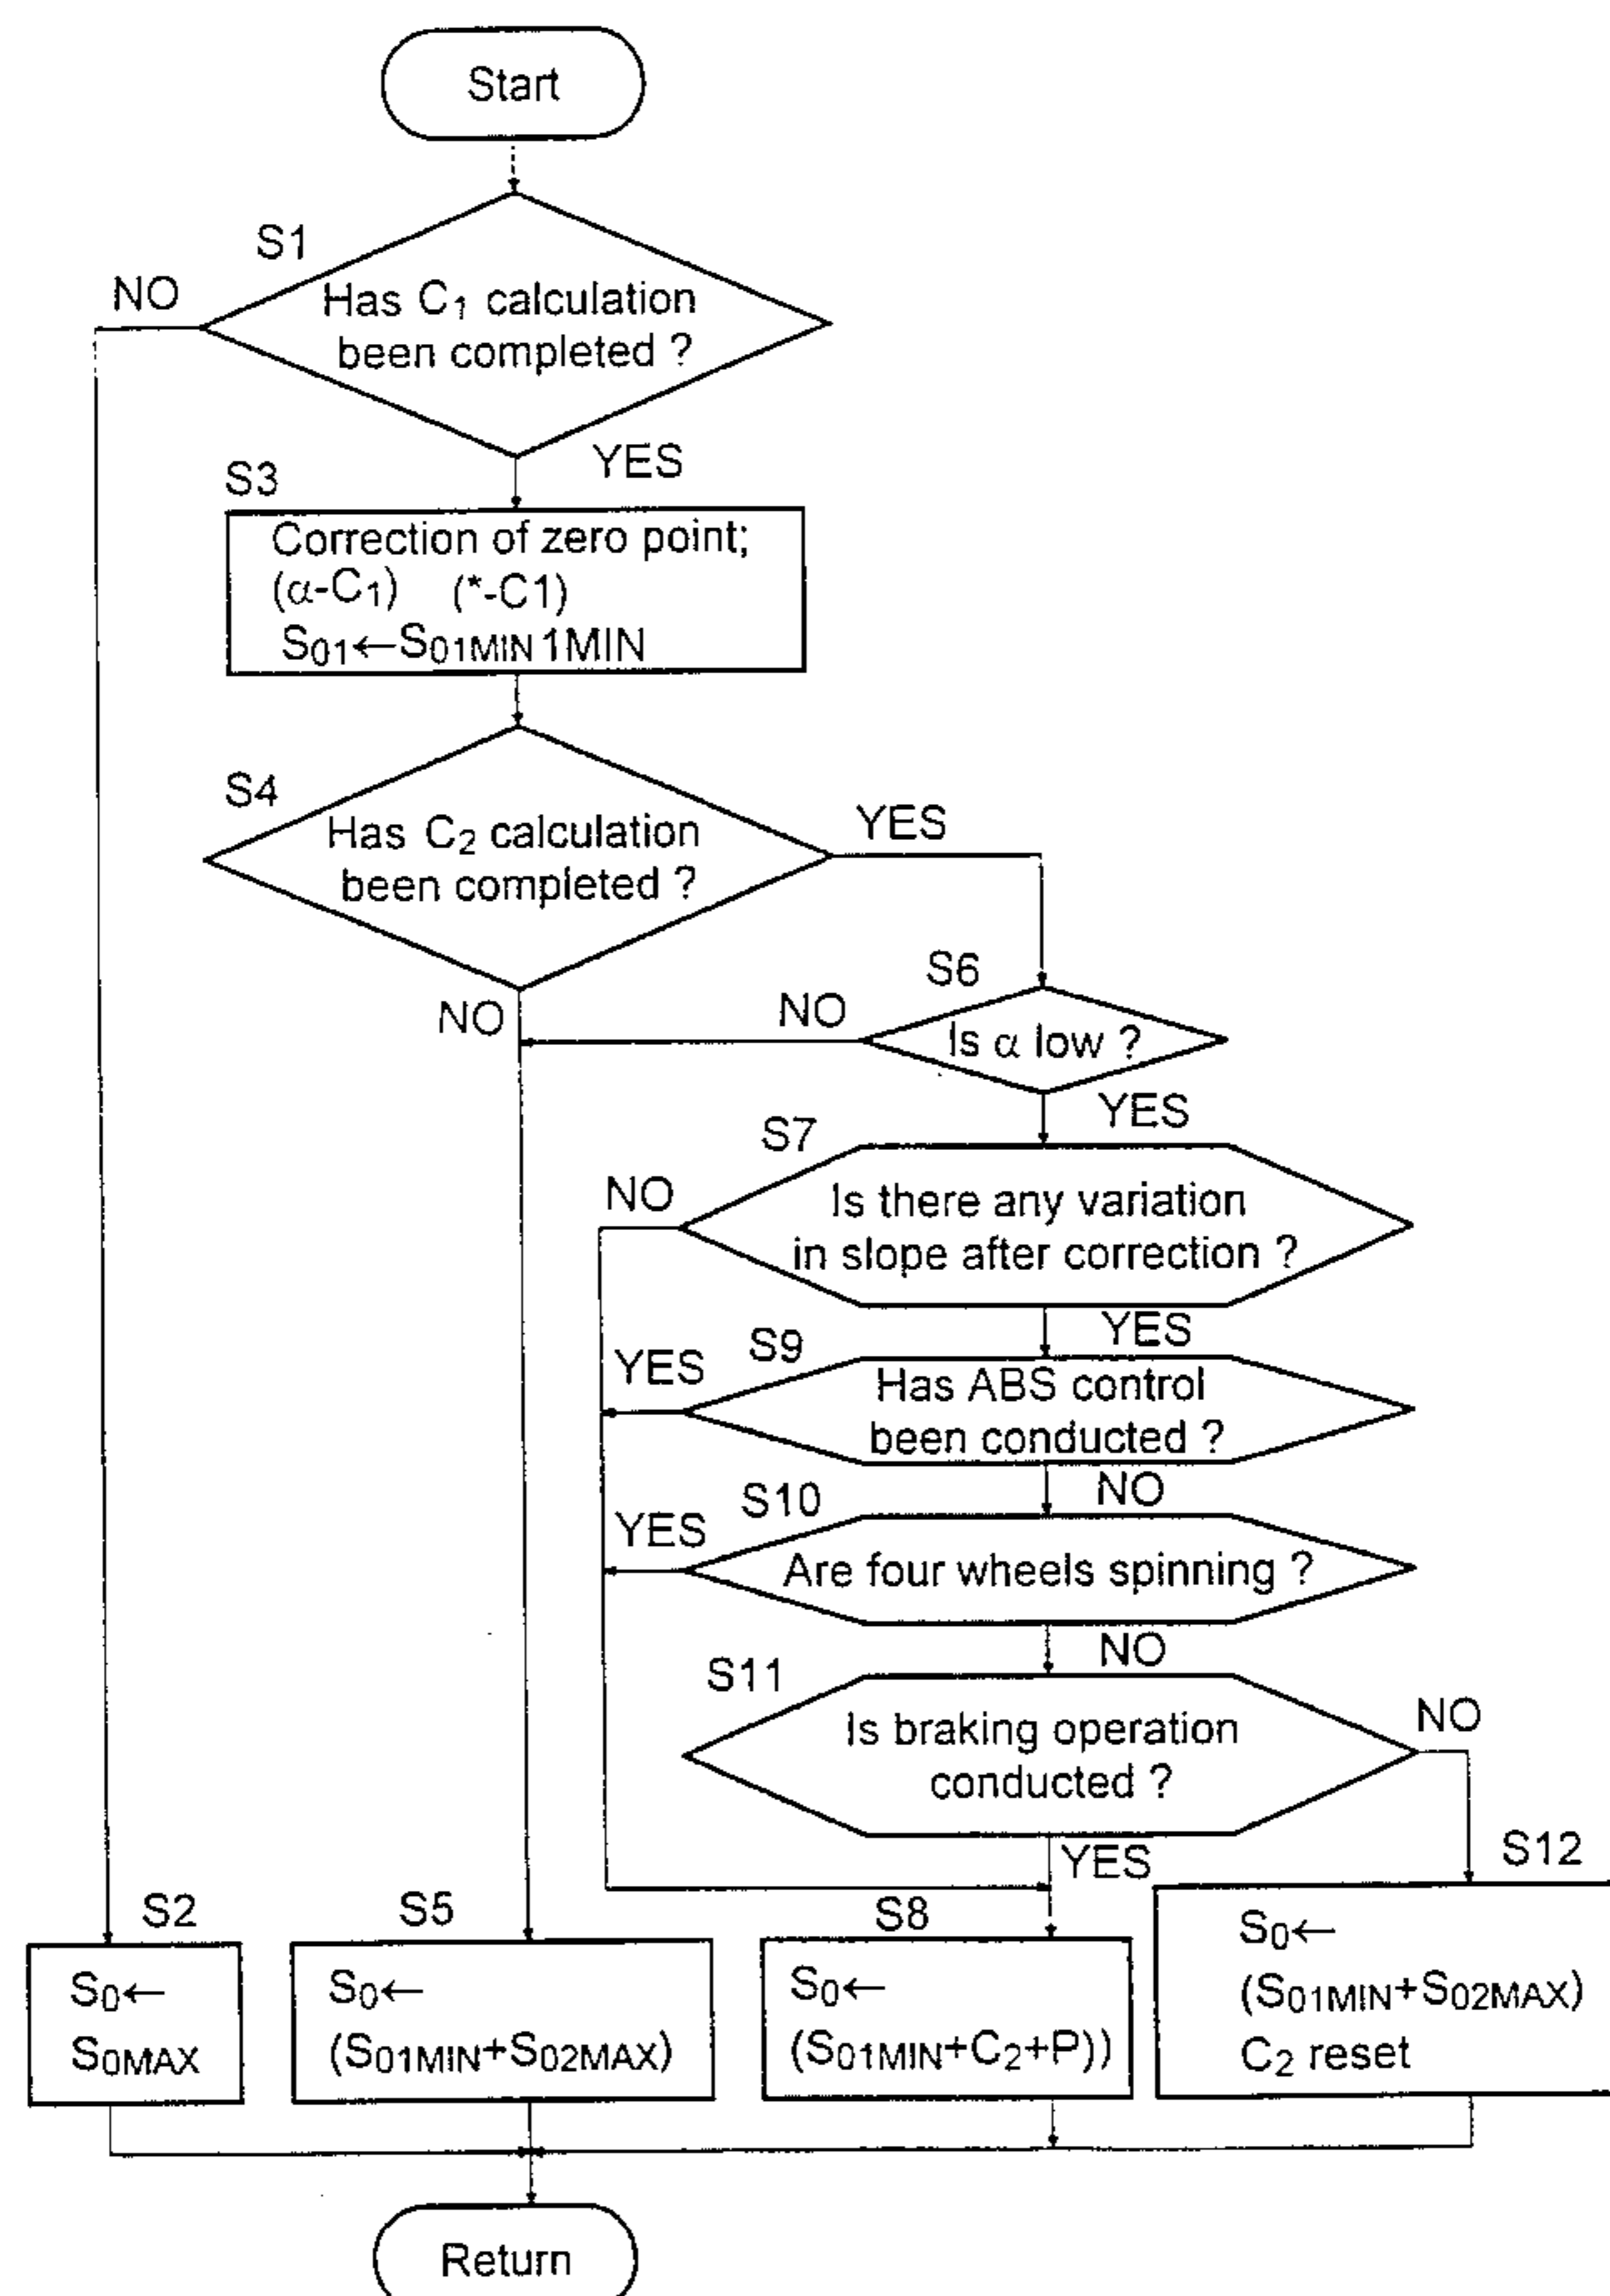 Start
S1
NO
Has C₁ calculation
been completed ?
YES
S3
Correction of zero point;
(α-C₁) (*-C1)
S₀₁←S₀₁MIN 1MIN
S4
Has C₂ calculation
been completed ?
YES
NO
S6
NO
Is α low ?
YES
S7
NO
Is there any variation
in slope after correction ?
YES
S9
YES
Has ABS control
been conducted ?
NO
S10
YES
Are four wheels spinning ?
NO
S11
Is braking operation
conducted ?
NO
YES
S2
S₀←
S₀MAX
S5
S₀←
(S₀₁MIN+S₀₂MAX)
S8
S₀←
(S₀₁MIN+C₂+P))
S12
S₀←
(S₀₁MIN+S₀₂MAX)
C₂ reset
Return